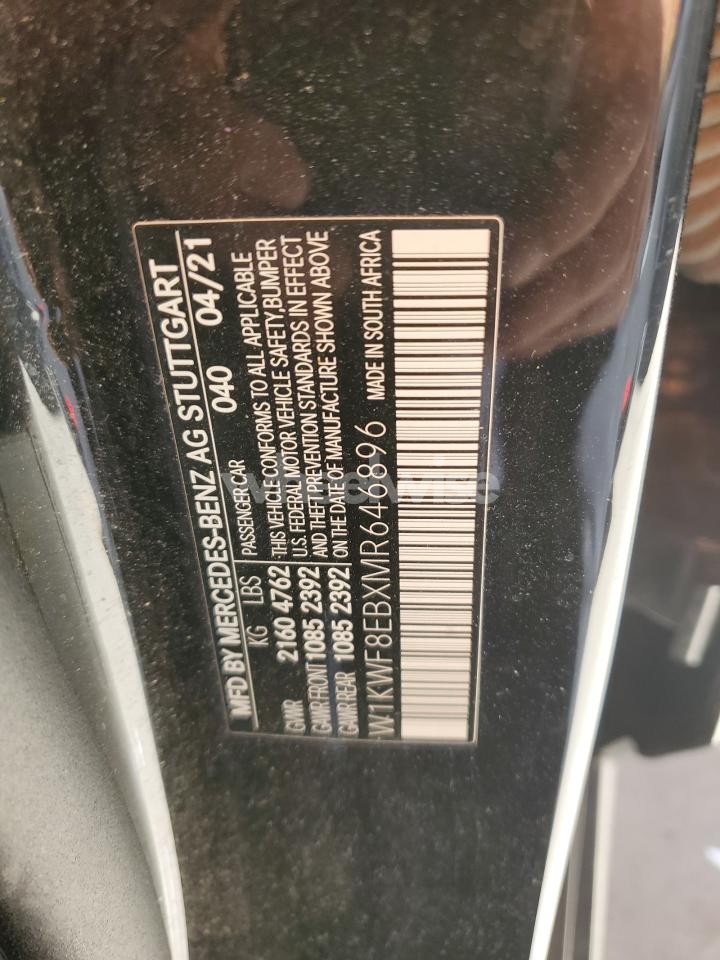 MFD BY MERCEDES-BENZ AG STUTTGART
040 04/21
KG LBS PASSENGER CAR
GVWR 2160 4762 THIS VEHICLE CONFORMS TO ALL APPLICABLE
GAWR FRONT 1085 2392 U.S. FEDERAL MOTOR VEHICLE SAFETY, BUMPER
GAWR REAR 1085 2392 AND THEFT PREVENTION STANDARDS IN EFFECT
ON THE DATE OF MANUFACTURE SHOWN ABOVE
W1KWF8EBXMR646896 MADE IN SOUTH AFRICA